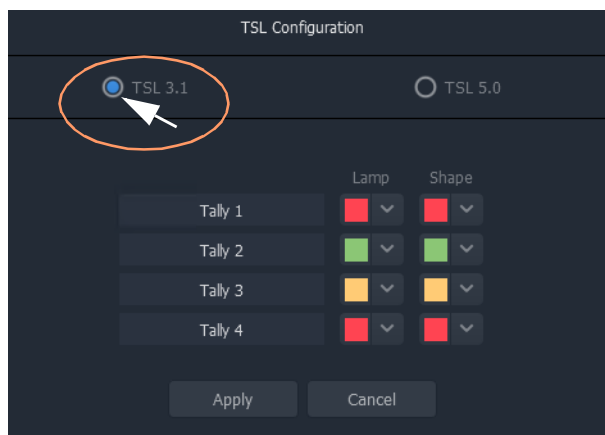 TSL Configuration
TSL 3.1 TSL 5.0
Lamp Shape
Tally 1
Tally 2
Tally 3
Tally 4
Apply Cancel